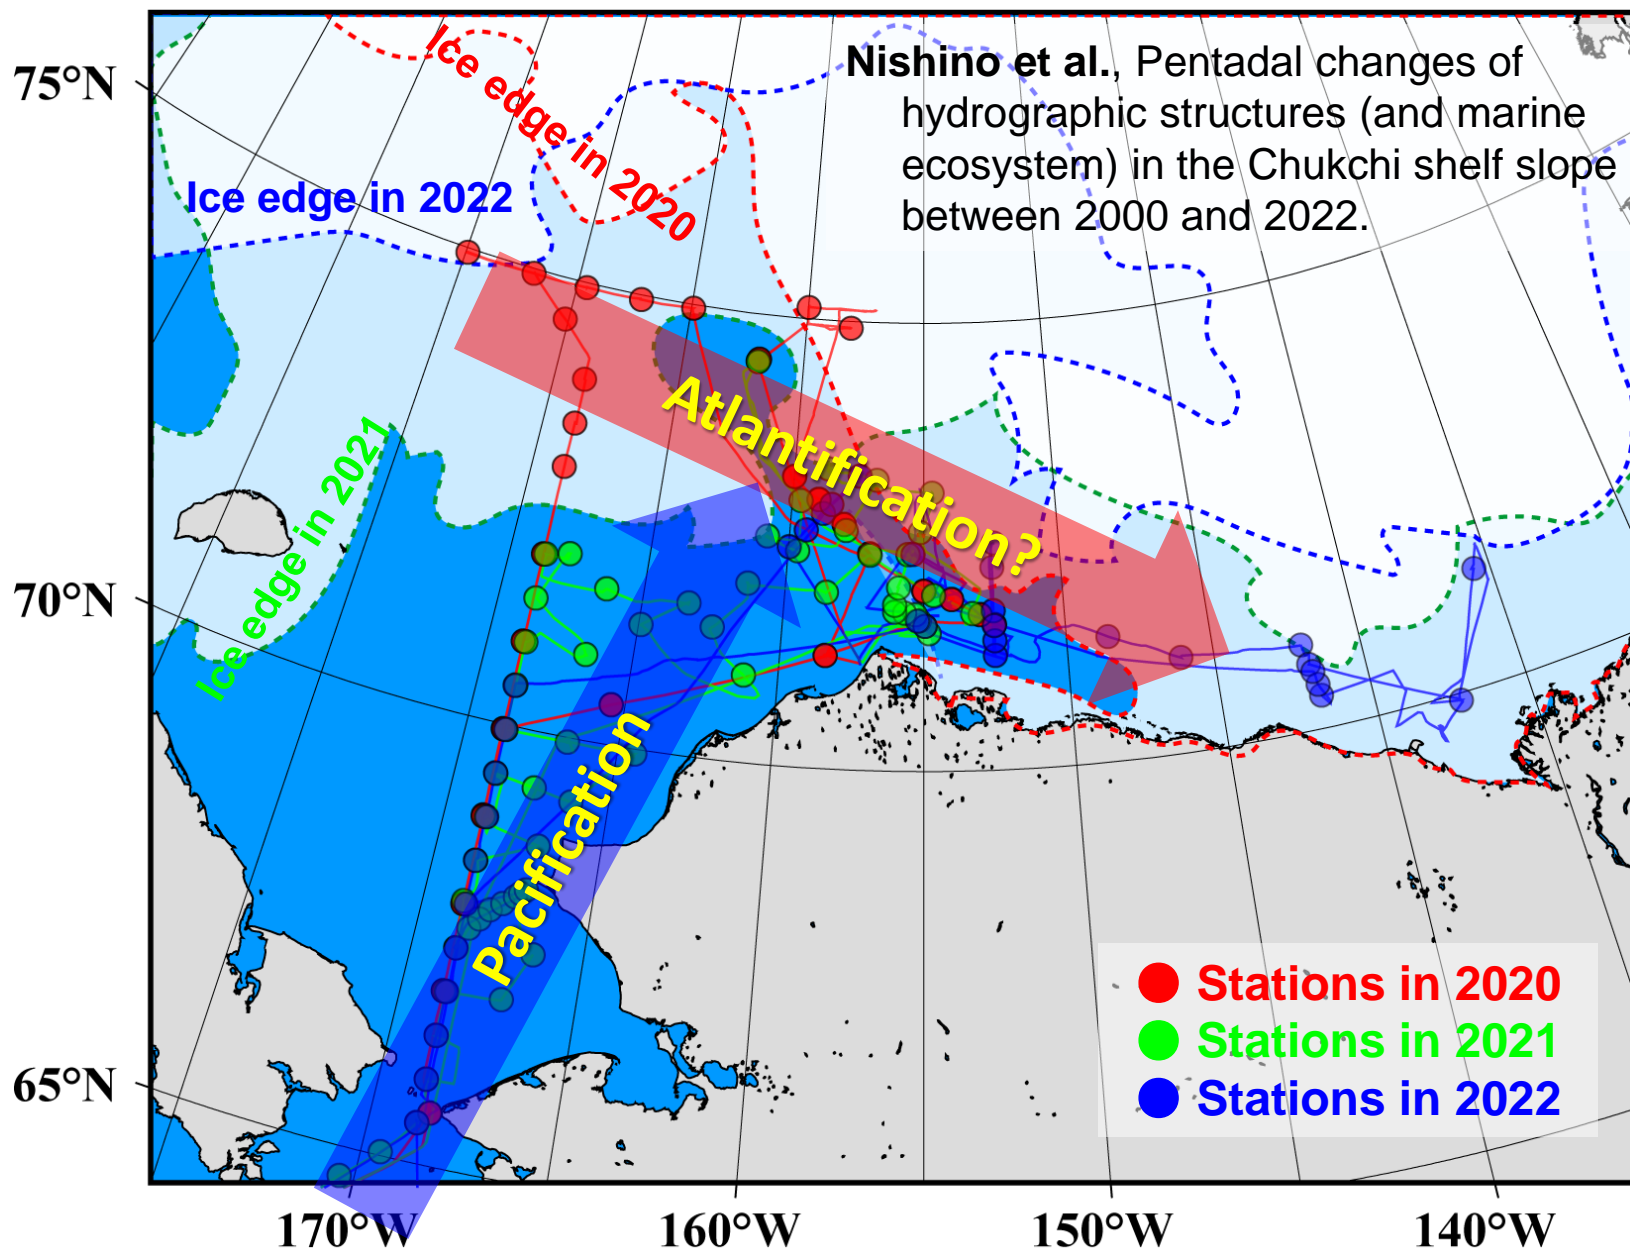 Nishino et al., Pentadal changes of
hydrographic structures (and marine
ecosystem) in the Chukchi shelf slope
between 2000 and 2022.
75°N
70°N
65°N
Ice edge in 2020
Ice edge in 2022
Ice edge in 2021
Atlantification?
Pacification
Stations in 2020
Stations in 2021
Stations in 2022
170°W
160°W
150°W
140°W